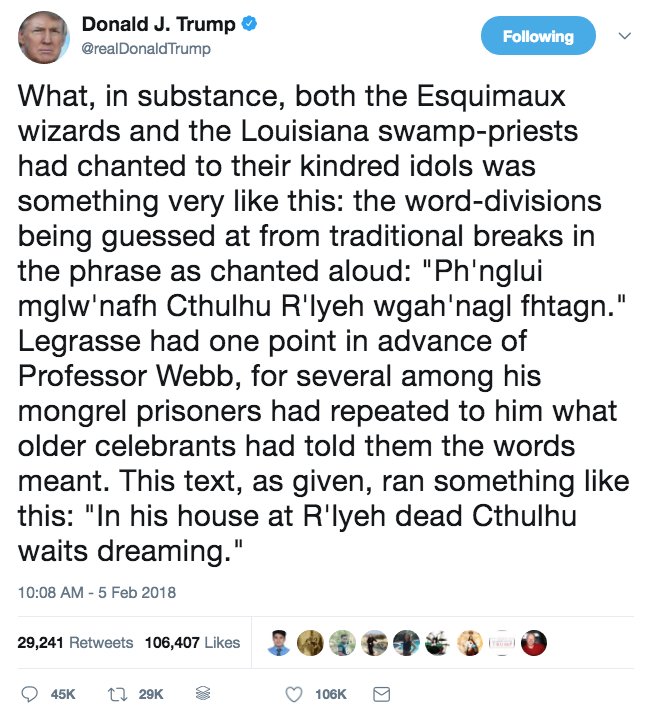 Donald J. Trump
@realDonaldTrump
Following
What, in substance, both the Esquimaux
wizards and the Louisiana swamp-priests
had chanted to their kindred idols was
something very like this: the word-divisions
being guessed at from traditional breaks in
the phrase as chanted aloud: "Ph'nglui
mglw'nafh Cthulhu R'lyeh wgah'nagl fhtagn."
Legrasse had one point in advance of
Professor Webb, for several among his
mongrel prisoners had repeated to him what
older celebrants had told them the words
meant. This text, as given, ran something like
this: "In his house at R'lyeh dead Cthulhu
waits dreaming."
10:08 AM - 5 Feb 2018
29,241 Retweets 106,407 Likes
45K 29K 106K